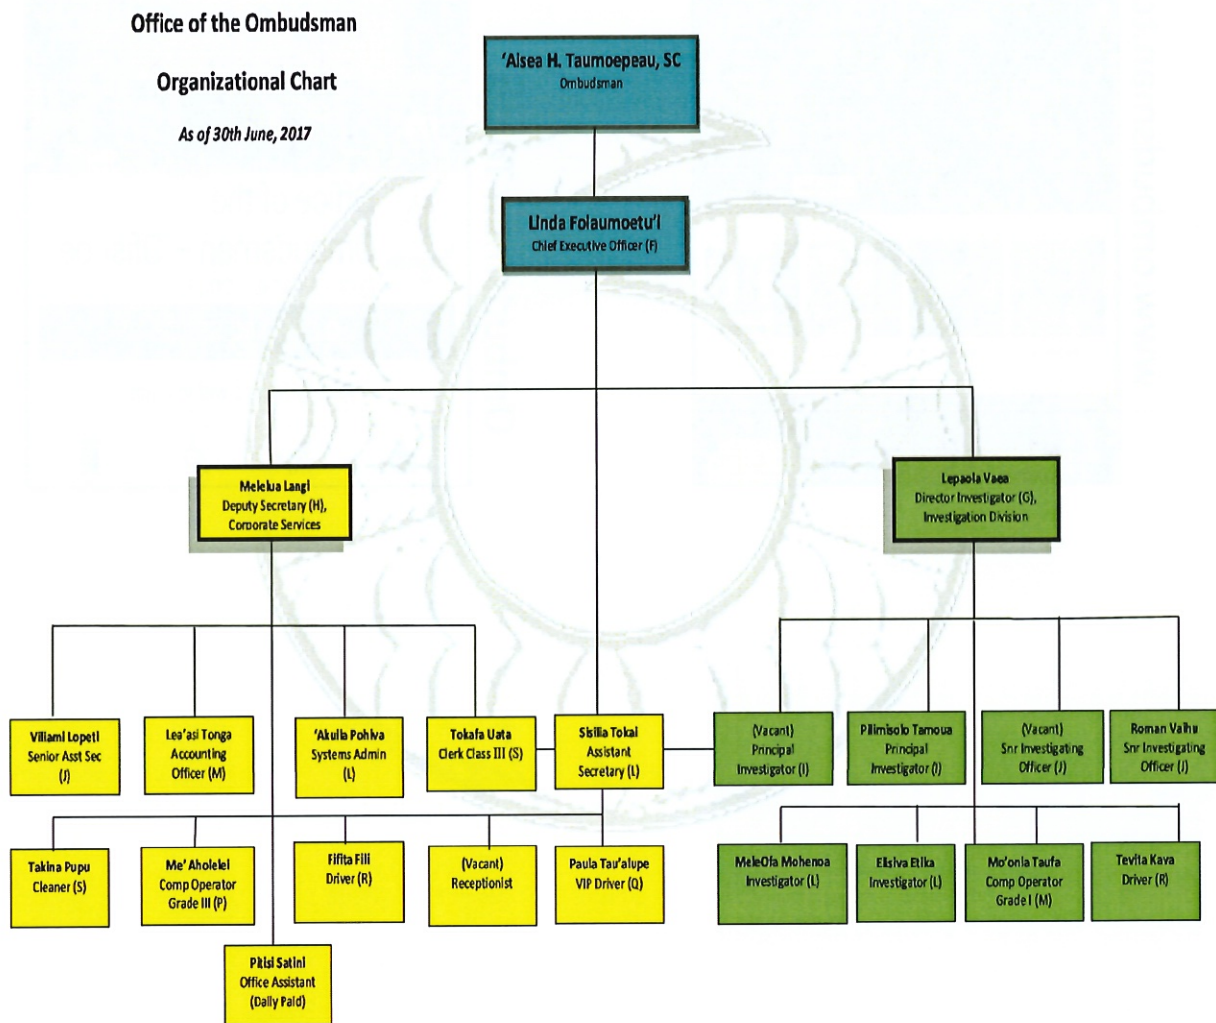 Office of the Ombudsman
Organizational Chart
As of 30th June, 2017
‘Aisea H. Taumoepeau, SC
Ombudsman
Linda Folaumoetu’i
Chief Executive Officer (F)
Melelua Langi
Deputy Secretary (H),
Corporate Services
Lepaola Vaea
Director Investigator (G),
Investigation Division
Viliami Lopeti
Senior Asst Sec
(J)
Lea’asi Tonga
Accounting
Officer (M)
‘Akuila Pohiva
Systems Admin
(L)
Tokafa Uata
Clerk Class III (S)
Sisilia Tokai
Assistant
Secretary (L)
(Vacant)
Principal
Investigator (I)
Pilimisolo Tamoua
Principal
Investigator (I)
(Vacant)
Snr Investigating
Officer (J)
Roman Vaihu
Snr Investigating
Officer (J)
Takina Pupu
Cleaner (S)
Me’ Aholelei
Comp Operator
Grade III (P)
Fifita Fili
Driver (R)
(Vacant)
Receptionist
Paula Tau’alupe
VIP Driver (Q)
MeleOfa Mohenoa
Investigator (L)
Elisiva Etika
Investigator (L)
Mo’onia Taufa
Comp Operator
Grade I (M)
Tevita Kava
Driver (R)
Pitisi Satini
Office Assistant
(Daily Paid)